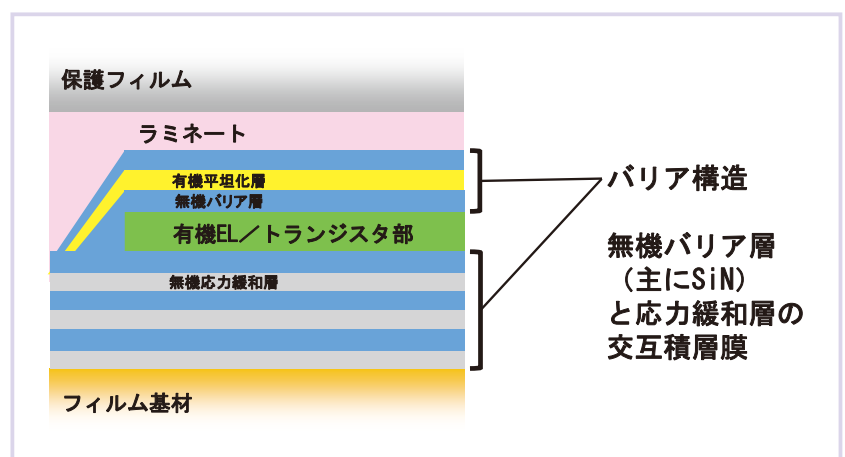 保護フィルム
ラミネート
有機平坦化層
無機バリア層
有機EL／トランジスタ部
無機応力緩和層
フィルム基材
バリア構造
無機バリア層
（主にSiN）
と応力緩和層の
交互積層膜